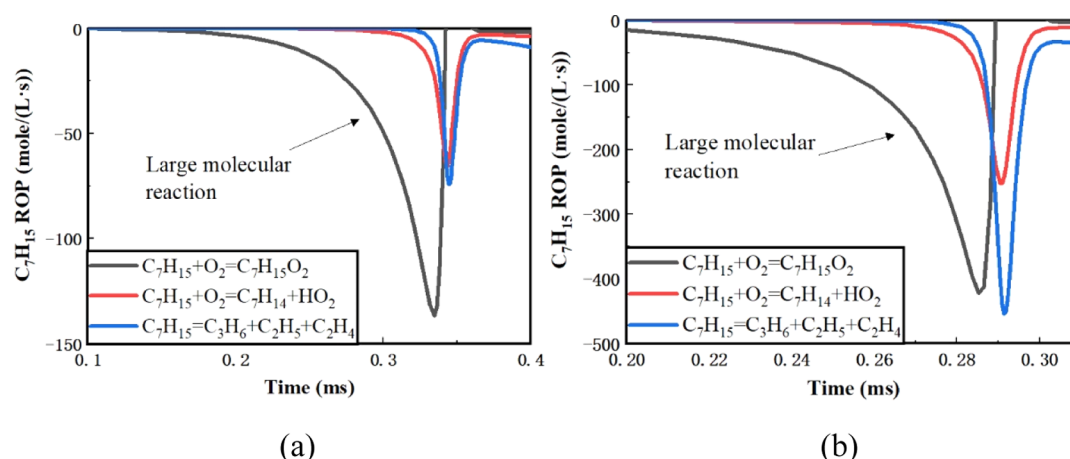 C₇H₁₅ ROP (mole/(L·s))
0
−50
−100
−150
Large molecular
reaction
C₇H₁₅+O₂=C₇H₁₅O₂
C₇H₁₅+O₂=C₇H₁₄+HO₂
C₇H₁₅=C₃H₆+C₂H₅+C₂H₄
0.1 0.2 0.3 0.4
Time (ms)
(a)
C₇H₁₅ ROP (mole/(L·s))
0
−100
−200
−300
−400
−500
Large molecular
reaction
C₇H₁₅+O₂=C₇H₁₅O₂
C₇H₁₅+O₂=C₇H₁₄+HO₂
C₇H₁₅=C₃H₆+C₂H₅+C₂H₄
0.20 0.22 0.24 0.26 0.28 0.30
Time (ms)
(b)